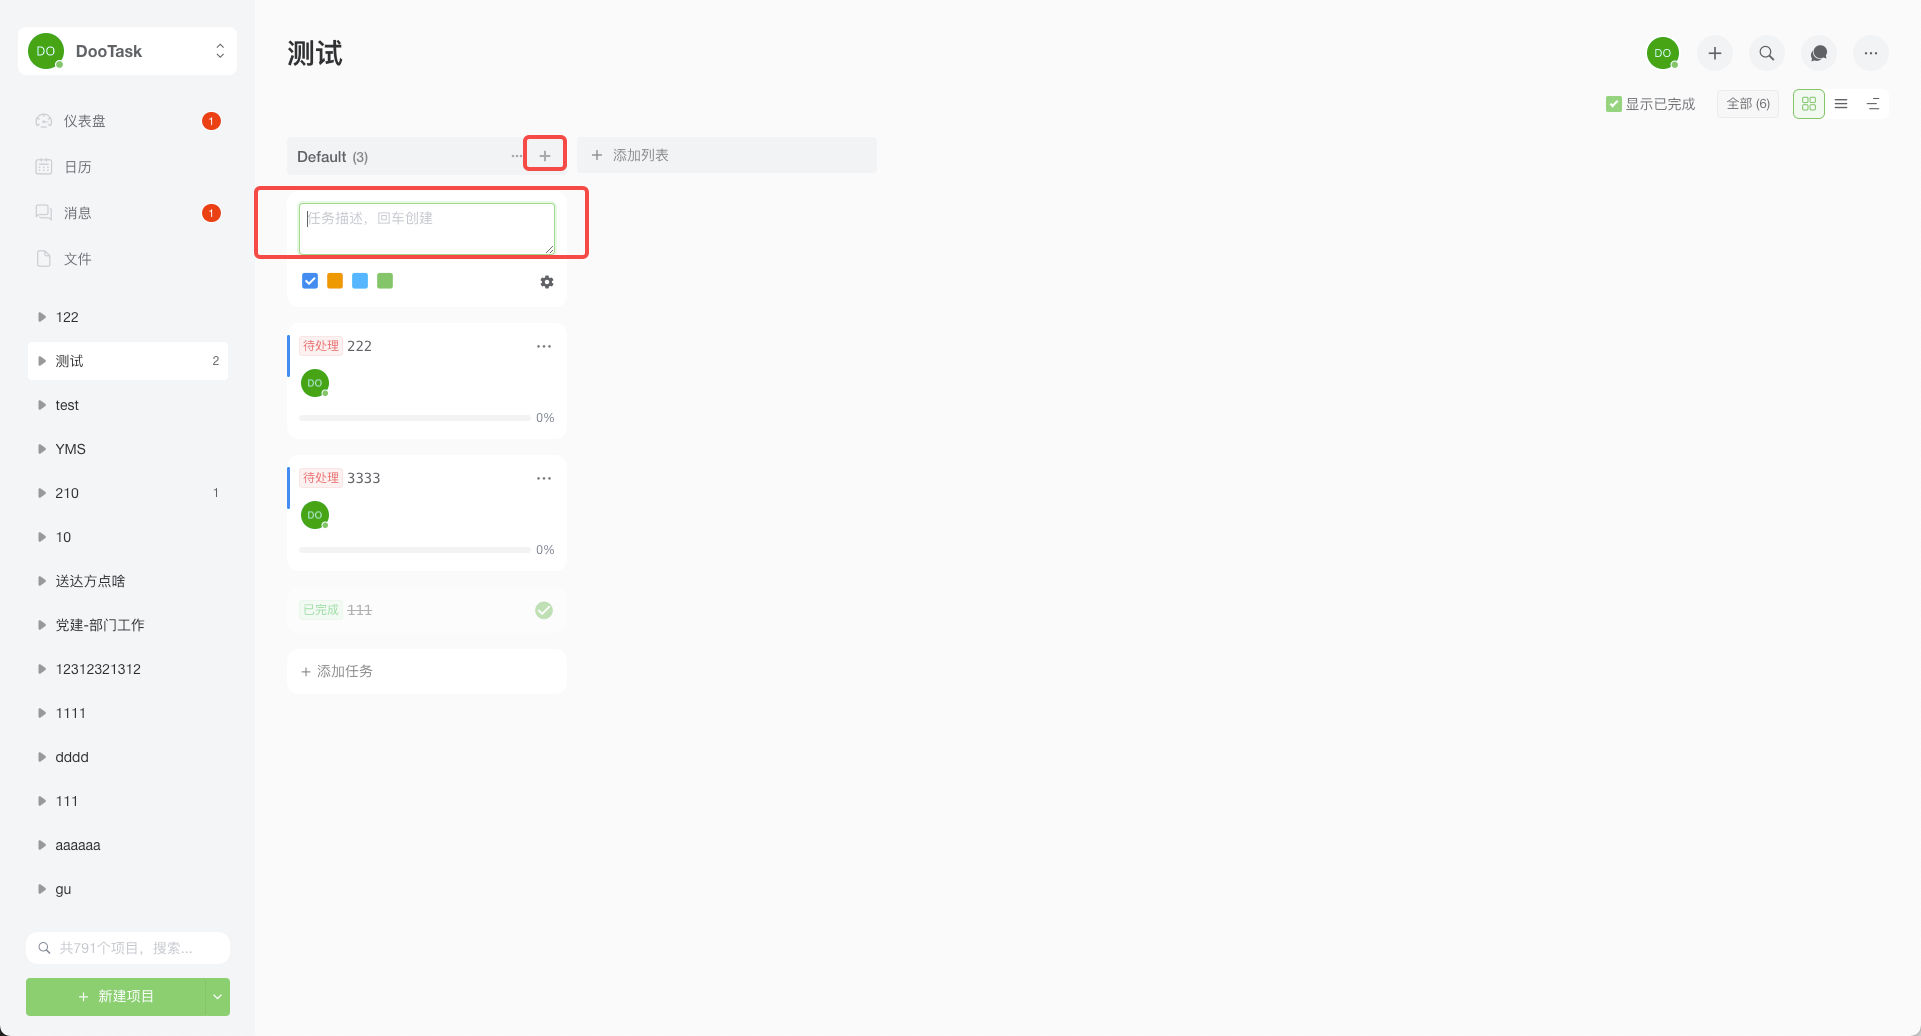 DO DooTask
仪表盘 1
日历
消息 1
文件
122
测试 2
test
YMS
210 1
10
送达方点啥
党建-部门工作
12312321312
1111
dddd
111
aaaaaa
gu
共791个项目，搜索...
+ 新建项目
测试
DO
显示已完成 全部 (6)
Default (3) ... +
+ 添加列表
任务描述，回车创建
待处理 222 ...
DO
0%
待处理 3333 ...
DO
0%
已完成 111
+ 添加任务